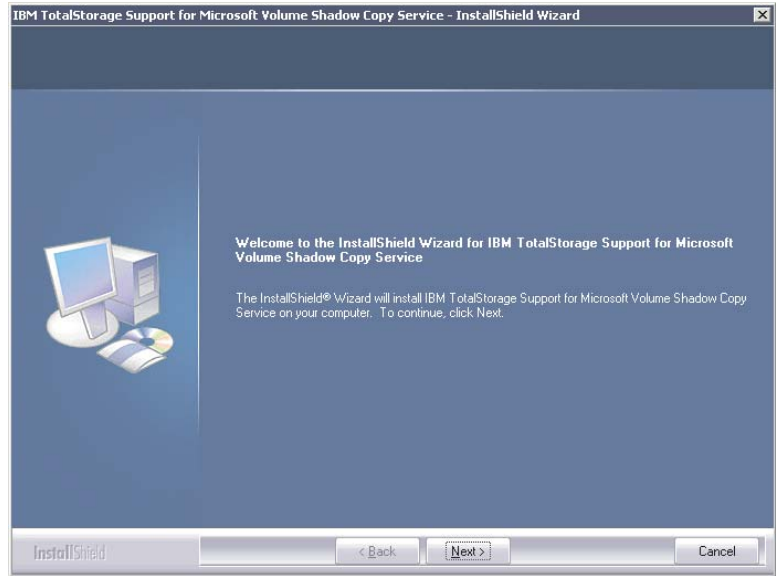 IBM TotalStorage Support for Microsoft Volume Shadow Copy Service - InstallShield Wizard
Welcome to the InstallShield Wizard for IBM TotalStorage Support for Microsoft
Volume Shadow Copy Service
The InstallShield® Wizard will install IBM TotalStorage Support for Microsoft Volume Shadow Copy
Service on your computer. To continue, click Next.
InstallShield
< Back
Next >
Cancel